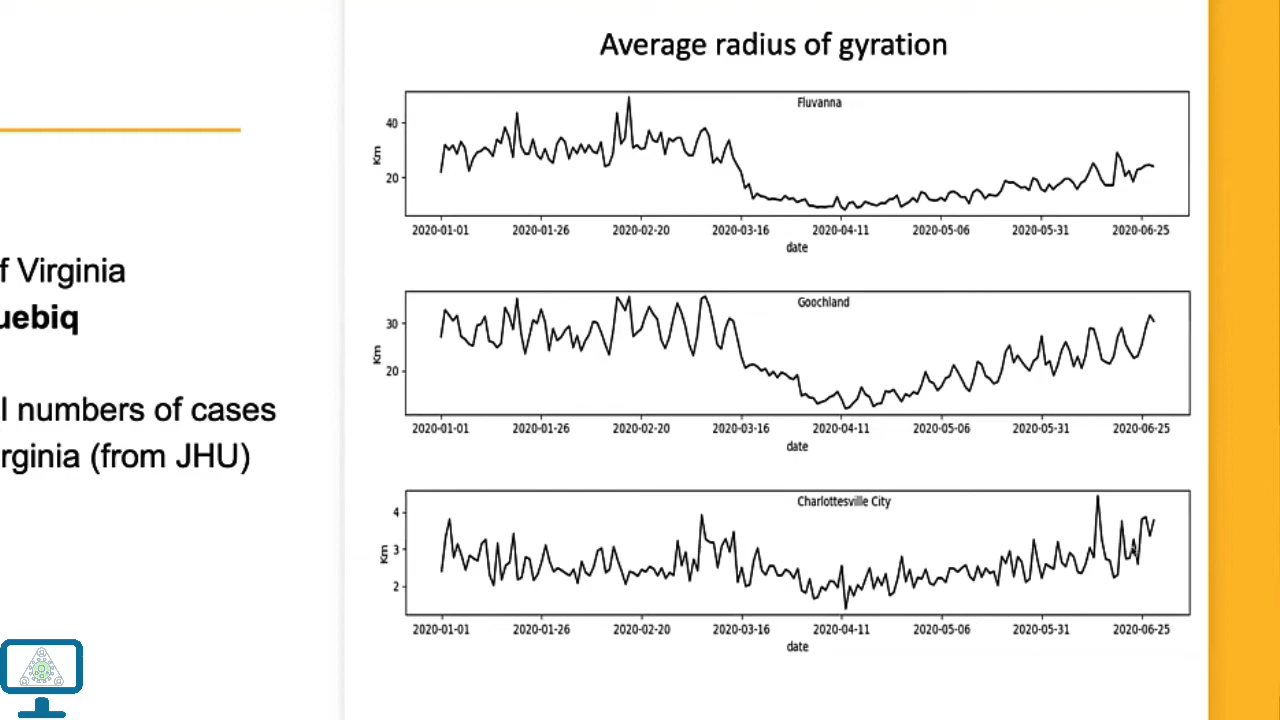 Average radius of gyration
f Virginia
uebiq
l numbers of cases
rginia (from JHU)
Fluvanna
40
20
Km
2020-01-01 2020-01-26 2020-02-20 2020-03-16 2020-04-11 2020-05-06 2020-05-31 2020-06-25
date
Goochland
30
20
Km
2020-01-01 2020-01-26 2020-02-20 2020-03-16 2020-04-11 2020-05-06 2020-05-31 2020-06-25
date
Charlottesville City
4
3
2
Km
2020-01-01 2020-01-26 2020-02-20 2020-03-16 2020-04-11 2020-05-06 2020-05-31 2020-06-25
date